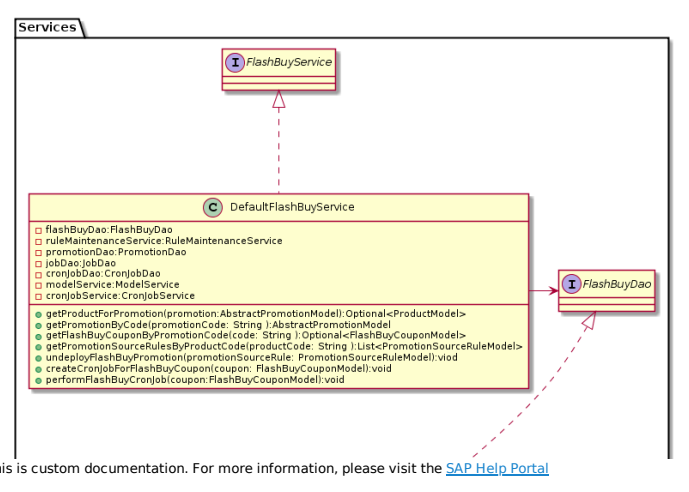 Services
I FlashBuyService
C DefaultFlashBuyService
flashBuyDao:FlashBuyDao
ruleMaintenanceService:RuleMaintenanceService
promotionDao:PromotionDao
jobDao:JobDao
cronJobDao:CronJobDao
modelService:ModelService
cronJobService:CronJobService
getProductForPromotion(promotion:AbstractPromotionModel):Optional<ProductModel>
getPromotionByCode(promotionCode: String ):AbstractPromotionModel
getFlashBuyCouponByPromotionCode(code: String ):Optional<FlashBuyCouponModel>
getPromotionSourceRulesByProductCode(productCode: String ):List<PromotionSourceRuleModel>
undeployFlashBuyPromotion(promotionSourceRule: PromotionSourceRuleModel):viod
createCronJobForFlashBuyCoupon(coupon: FlashBuyCouponModel):void
performFlashBuyCronJob(coupon:FlashBuyCouponModel):void
I FlashBuyDao
is is custom documentation. For more information, please visit the SAP Help Portal